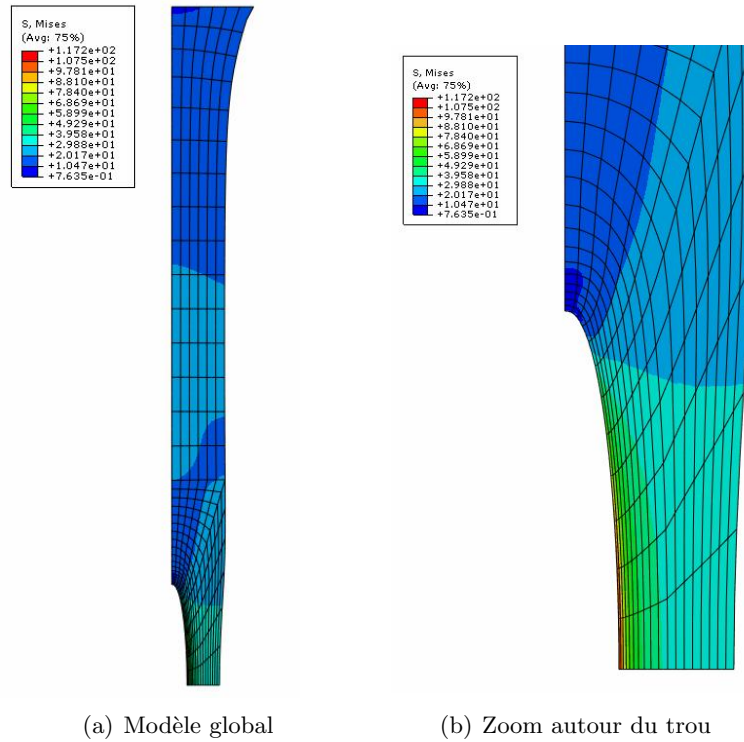 S, Mises
(Avg: 75%)
+1.172e+02
+1.075e+02
+9.781e+01
+8.810e+01
+7.840e+01
+6.869e+01
+5.899e+01
+4.929e+01
+3.958e+01
+2.988e+01
+2.017e+01
+1.047e+01
+7.635e-01
S, Mises
(Avg: 75%)
+1.172e+02
+1.075e+02
+9.781e+01
+8.810e+01
+7.840e+01
+6.869e+01
+5.899e+01
+4.929e+01
+3.958e+01
+2.988e+01
+2.017e+01
+1.047e+01
+7.635e-01
(a) Modèle global
(b) Zoom autour du trou